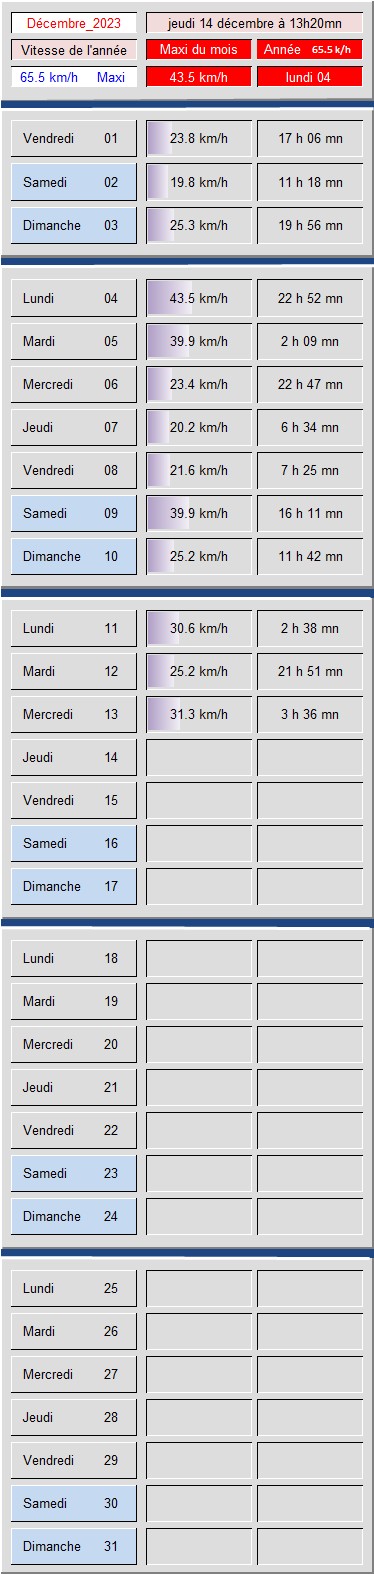 Décembre_2023 jeudi 14 décembre à 13h20mn
Vitesse de l'année Maxi du mois Année 65.5 k/h
65.5 km/h Maxi 43.5 km/h lundi 04
Vendredi 01 23.8 km/h 17 h 06 mn
Samedi 02 19.8 km/h 11 h 18 mn
Dimanche 03 25.3 km/h 19 h 56 mn
Lundi 04 43.5 km/h 22 h 52 mn
Mardi 05 39.9 km/h 2 h 09 mn
Mercredi 06 23.4 km/h 22 h 47 mn
Jeudi 07 20.2 km/h 6 h 34 mn
Vendredi 08 21.6 km/h 7 h 25 mn
Samedi 09 39.9 km/h 16 h 11 mn
Dimanche 10 25.2 km/h 11 h 42 mn
Lundi 11 30.6 km/h 2 h 38 mn
Mardi 12 25.2 km/h 21 h 51 mn
Mercredi 13 31.3 km/h 3 h 36 mn
Jeudi 14
Vendredi 15
Samedi 16
Dimanche 17
Lundi 18
Mardi 19
Mercredi 20
Jeudi 21
Vendredi 22
Samedi 23
Dimanche 24
Lundi 25
Mardi 26
Mercredi 27
Jeudi 28
Vendredi 29
Samedi 30
Dimanche 31